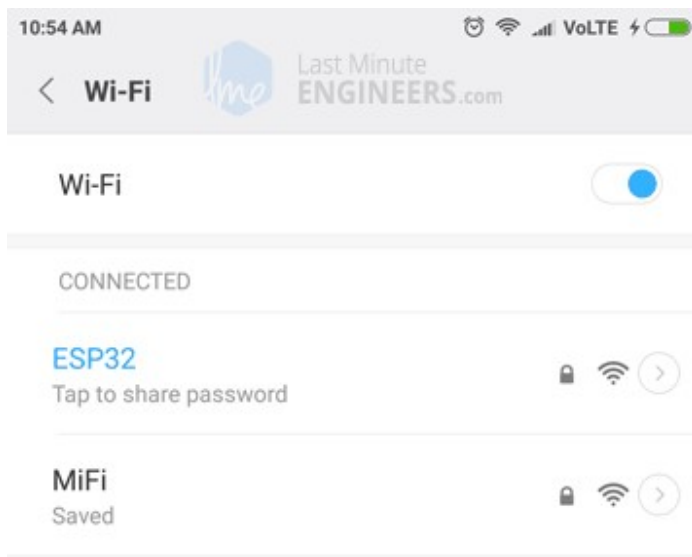 10:54 AM VoLTE
Last Minute
Wi-Fi lme ENGINEERS.com
Wi-Fi
CONNECTED
ESP32
Tap to share password
MiFi
Saved